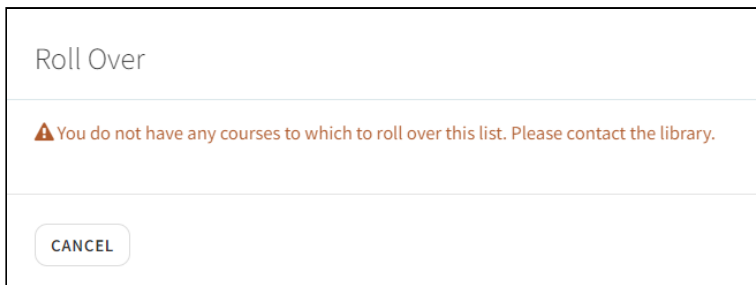 Roll Over
You do not have any courses to which to roll over this list. Please contact the library.
CANCEL